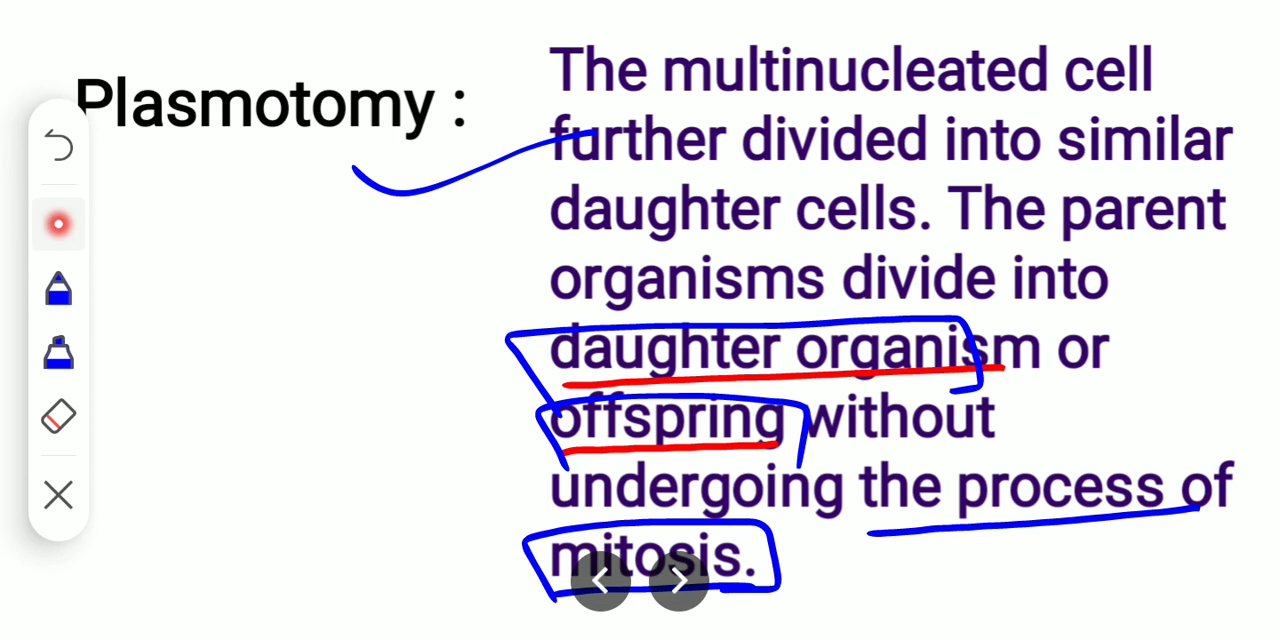 Plasmotomy :
The multinucleated cell
further divided into similar
daughter cells. The parent
organisms divide into
daughter organism or
offspring without
undergoing the process of
mitosis.